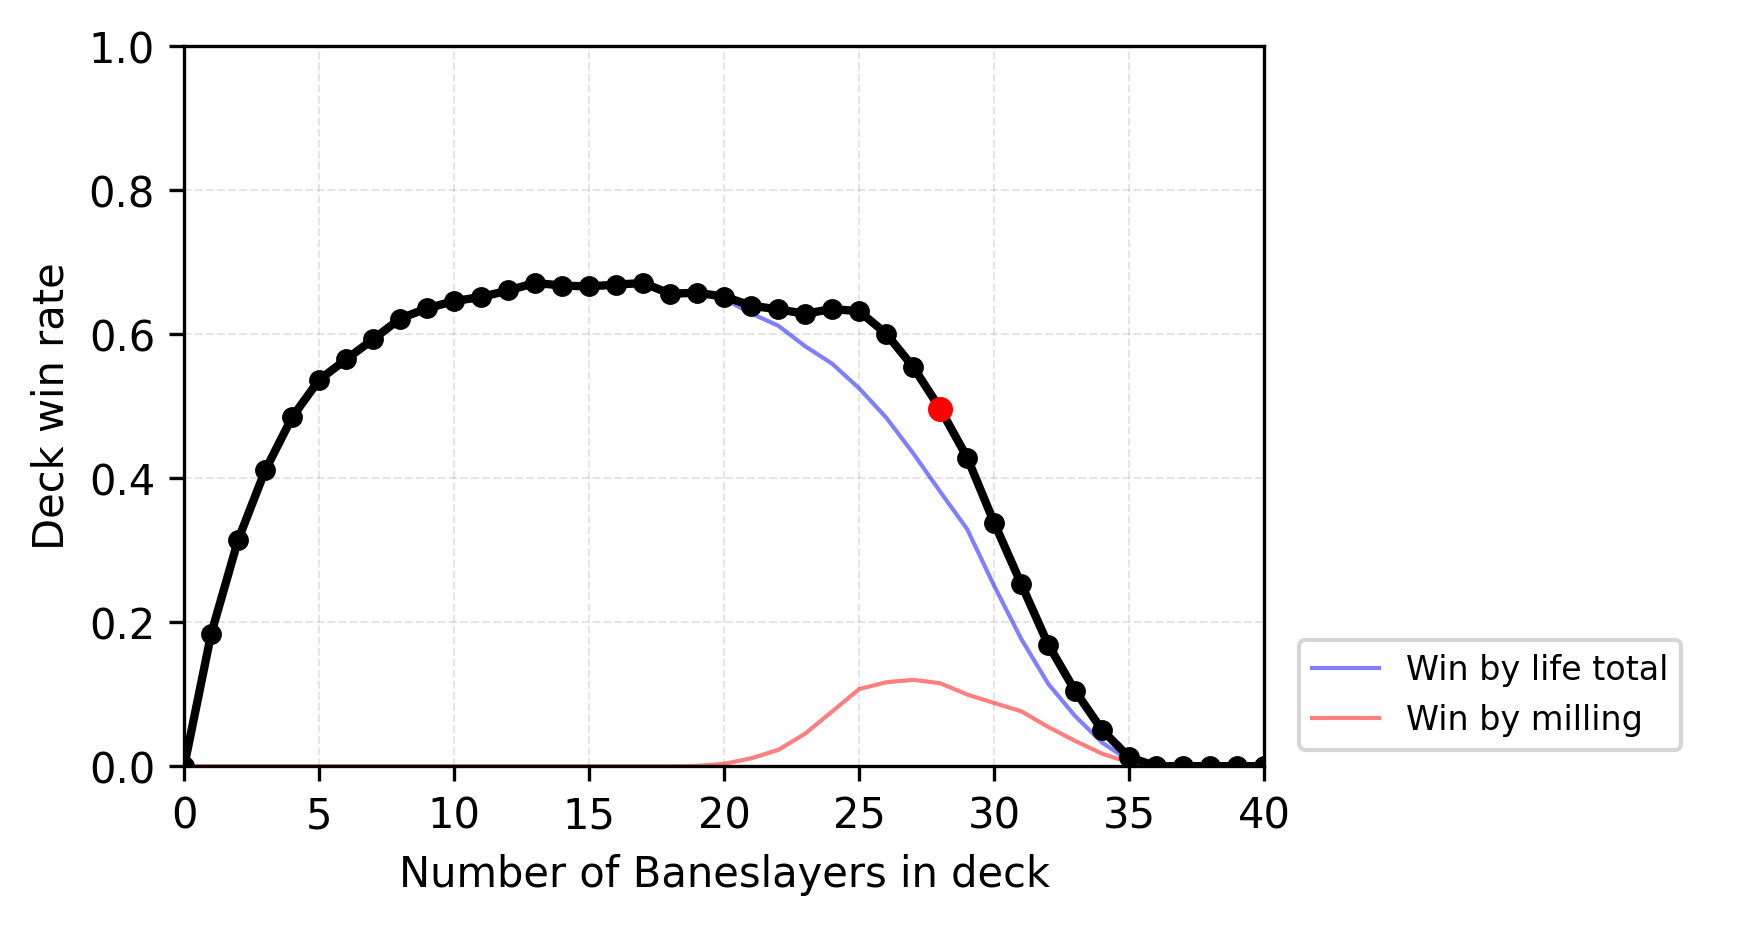 1.0
0.8
0.6
0.4
0.2
0.0
Deck win rate
0 5 10 15 20 25 30 35 40
Number of Baneslayers in deck
Win by life total
Win by milling